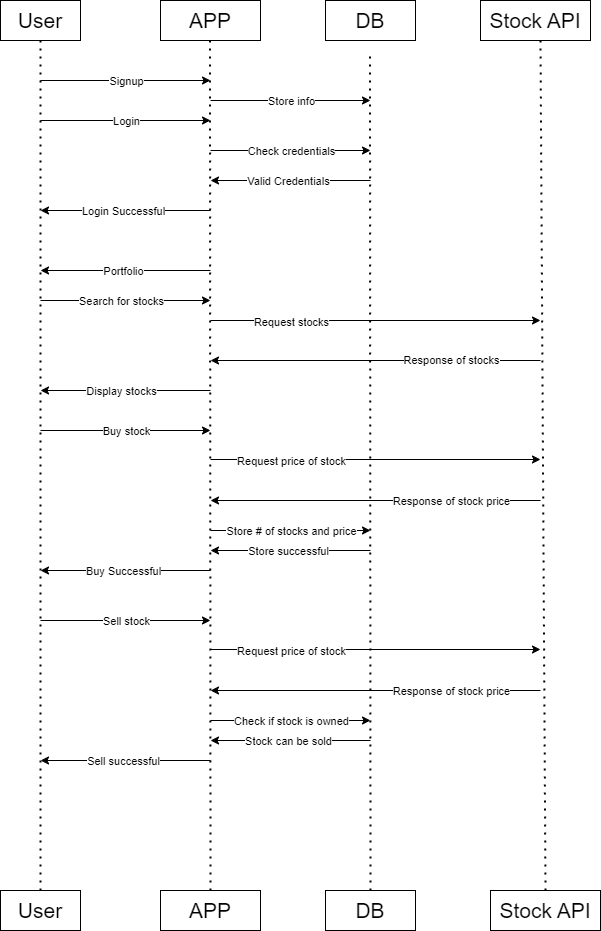 User
APP
DB
Stock API
Signup
Store info
Login
Check credentials
Valid Credentials
Login Successful
Portfolio
Search for stocks
Request stocks
Response of stocks
Display stocks
Buy stock
Request price of stock
Response of stock price
Store # of stocks and price
Store successful
Buy Successful
Sell stock
Request price of stock
Response of stock price
Check if stock is owned
Stock can be sold
Sell successful
User
APP
DB
Stock API